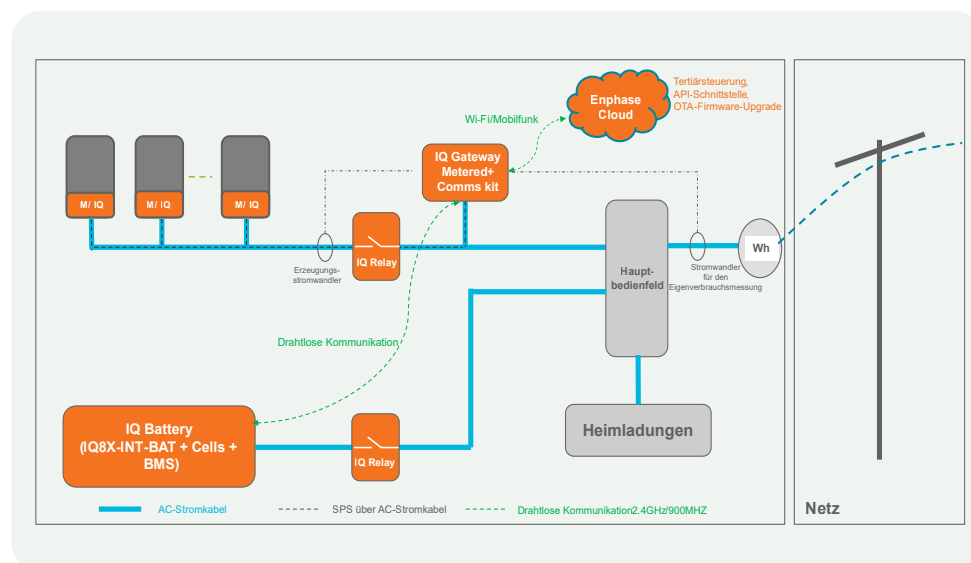 Enphase
Cloud
Tertiärsteuerung,
API-Schnittstelle,
OTA-Firmware-Upgrade
Wi-Fi/Mobilfunk
IQ Gateway
Metered+
Comms kit
M/ IQ
M/ IQ
M/ IQ
IQ Relay
Erzeugungs-
stromwandler
Haupt-
bedienfeld
Wh
Stromwandler
für den
Eigenverbrauchsmessung
Drahtlose Kommunikation
IQ Battery
(IQ8X-INT-BAT + Cells +
BMS)
IQ Relay
Heimladungen
AC-Stromkabel
SPS über AC-Stromkabel
Drahtlose Kommunikation2.4GHz/900MHZ
Netz